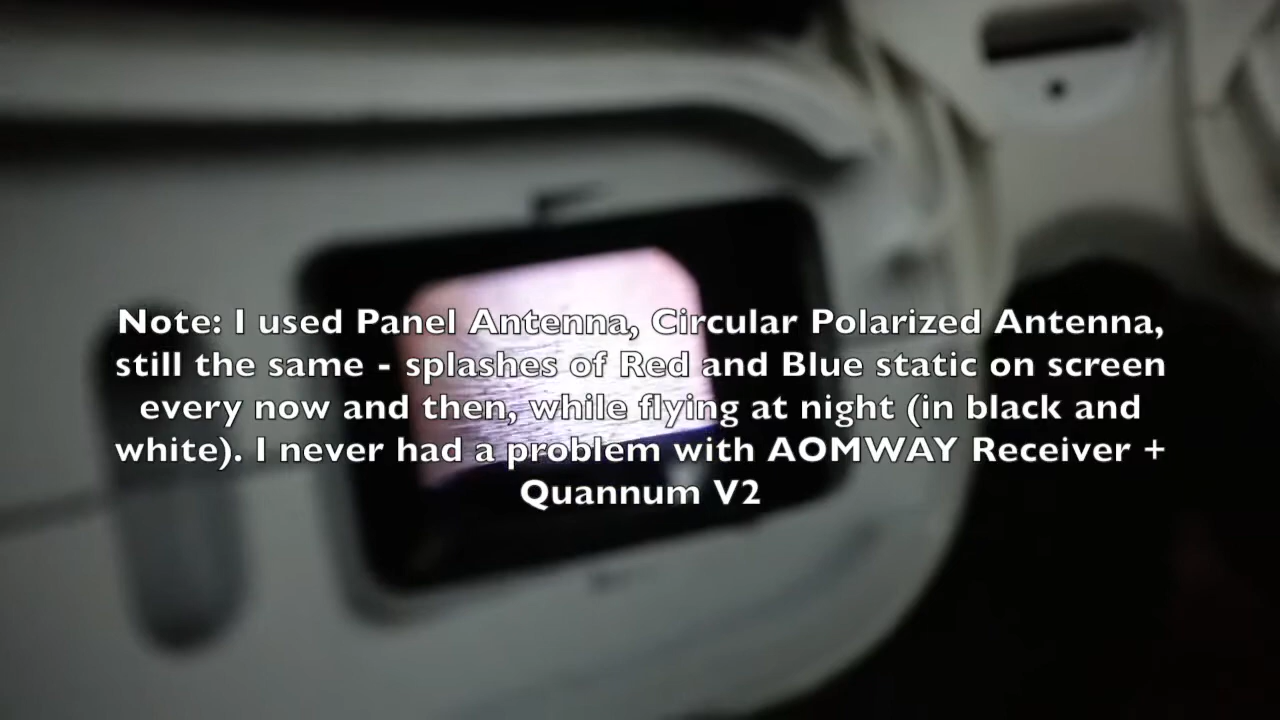 Note: I used Panel Antenna, Circular Polarized Antenna,
still the same - splashes of Red and Blue static on screen
every now and then, while flying at night (in black and
white). I never had a problem with AOMWAY Receiver +
Quannum V2